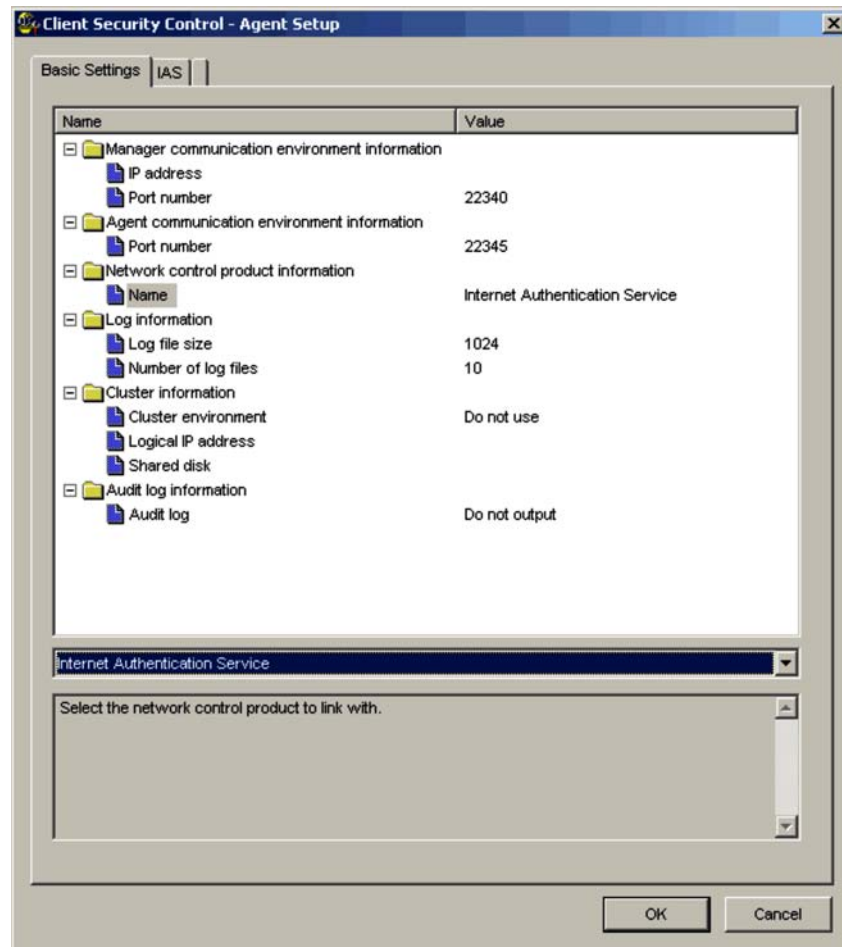 Client Security Control - Agent Setup
Basic Settings IAS
Name Value
Manager communication environment information
IP address
Port number 22340
Agent communication environment information
Port number 22345
Network control product information
Name Internet Authentication Service
Log information
Log file size 1024
Number of log files 10
Cluster information
Cluster environment Do not use
Logical IP address
Shared disk
Audit log information
Audit log Do not output
Internet Authentication Service
Select the network control product to link with.
OK Cancel